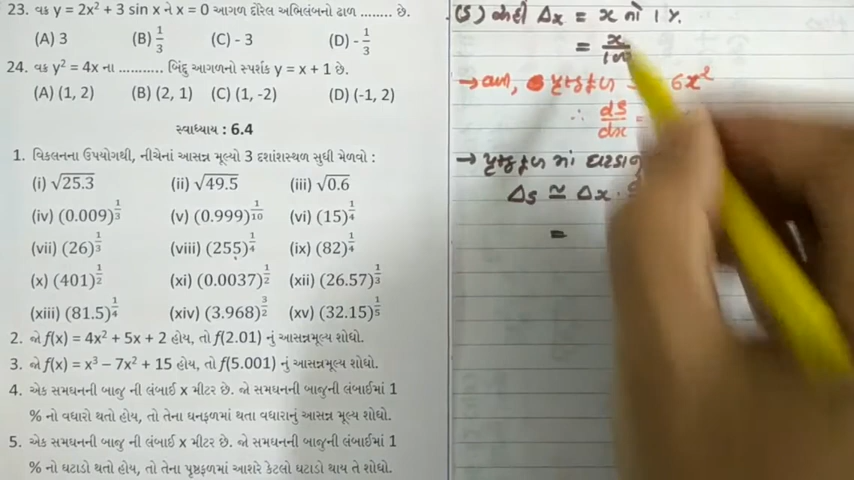 23. વક્ર y = 2x² + 3 sin x ને x = 0 આગળ દોરેલ અભિલંબનો ઢાળ ........ છે.
(A) 3 (B) 1/3 (C) - 3 (D) -1/3
24. વક્ર y² = 4x ના ........... બિંદુ આગળનો સ્પર્શક y = x + 1 છે.
(A) (1, 2) (B) (2, 1) (C) (1, -2) (D) (-1, 2)
સ્વાધ્યાય : 6.4
1. વિકલનના ઉપયોગથી, નીચેનાં આસન્ન મૂલ્યો 3 દશાંશસ્થળ સુધી મેળવો :
(i) √25.3 (ii) √49.5 (iii) √0.6
(iv) (0.009)^(1/3) (v) (0.999)^(1/10) (vi) (15)^(1/4)
(vii) (26)^(1/3) (viii) (255)^(1/4) (ix) (82)^(1/4)
(x) (401)^(1/2) (xi) (0.0037)^(1/2) (xii) (26.57)^(1/3)
(xiii) (81.5)^(1/4) (xiv) (3.968)^(3/2) (xv) (32.15)^(1/5)
2. જો f(x) = 4x² + 5x + 2 હોય, તો f(2.01) નું આસન્નમૂલ્ય શોધો.
3. જો f(x) = x³ − 7x² + 15 હોય, તો f(5.001) નું આસન્નમૂલ્ય શોધો.
4. એક સમઘનની બાજુ ની લંબાઈ x મીટર છે. જો સમઘનની બાજુની લંબાઈમાં 1
% નો વધારો થતો હોય, તો તેના ઘનફળમાં થતા વધારાનું આસન્ન મૂલ્ય શોધો.
5. એક સમઘનની બાજુ ની લંબાઈ x મીટર છે. જો સમઘનની બાજુની લંબાઈમાં 1
% નો ઘટાડો થતો હોય, તો તેના પૃષ્ઠફળમાં આશરે કેટલો ઘટાડો થાય તે શોધો.
(5) અહીં Δx = x નો 1 %
= x
→ હવે, પૃષ્ઠફળ 6x²
∴ dS/dx =
→ પૃષ્ઠફળ માં
ΔS ≅ Δx ·
=